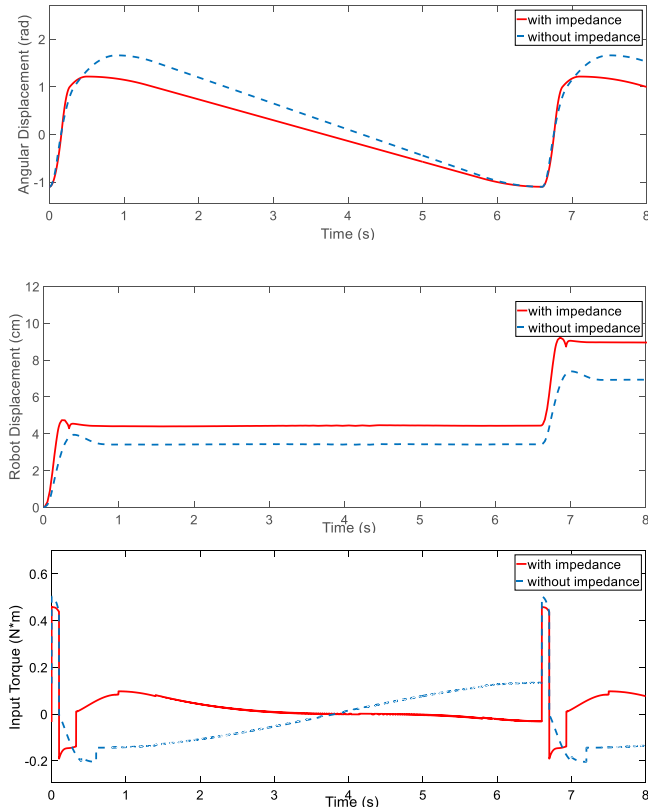 Angular Displacement (rad)
2
1
0
-1
with impedance
without impedance
0 1 2 3 4 5 6 7 8
Time (s)
Robot Displacement (cm)
12
10
8
6
4
2
0
with impedance
without impedance
0 1 2 3 4 5 6 7 8
Time (s)
Input Torque (N*m)
0.6
0.4
0.2
0
-0.2
with impedance
without impedance
0 1 2 3 4 5 6 7 8
Time (s)